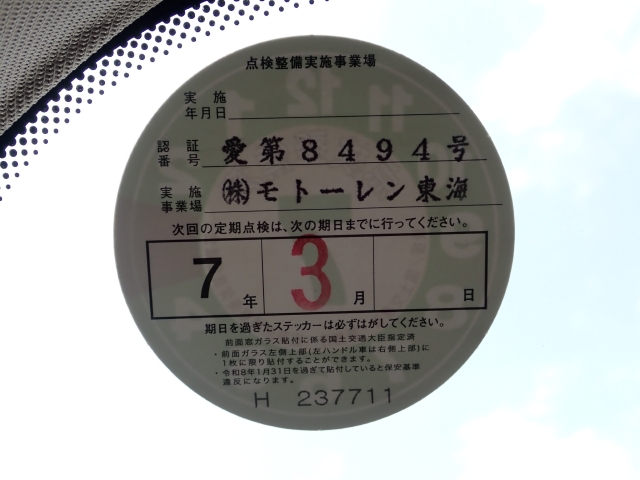 点検整備実施事業場
実施
年月日
認証
番号 愛第8494号
実施
事業場 ㈱モトーレン東海
次回の定期点検は、次の期日までに行ってください。
7年 3月 日
期日を過ぎたステッカーは必ずはがしてください。
前面窓ガラス貼付に係る国土交通大臣指定済
・前面ガラス左側上部(左ハンドル車は右側上部)に
1枚に限り貼付することができます。
・令和8年1月31日を過ぎて貼付していると保安基準
違反になります。
H 237711